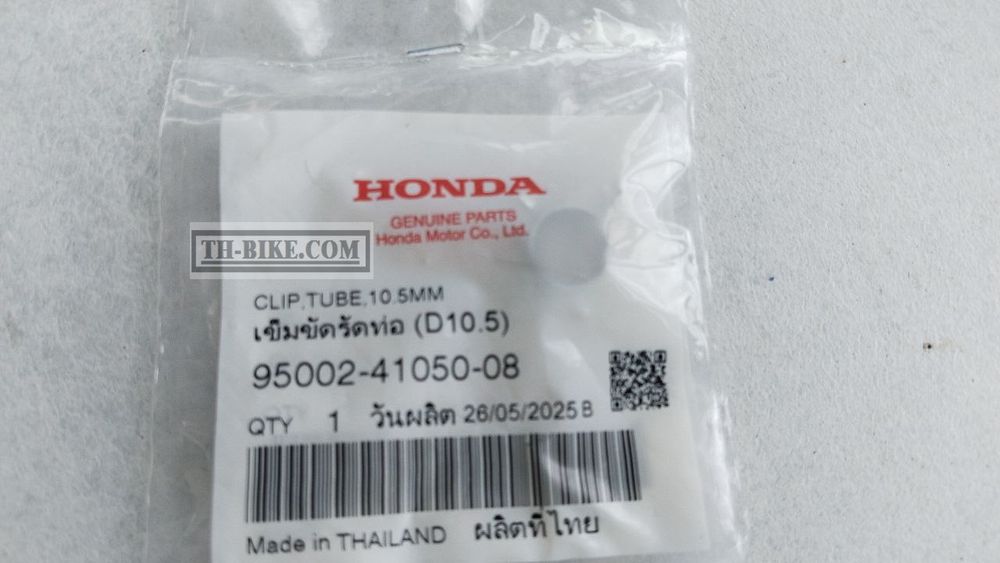 HONDA
GENUINE PARTS
Honda Motor Co., Ltd.
TH-BIKE.COM
CLIP,TUBE,10.5MM
เข็มขัดรัดท่อ (D10.5)
95002-41050-08
QTY 1 วันผลิต 26/05/2025 B
Made in THAILAND ผลิตที่ไทย